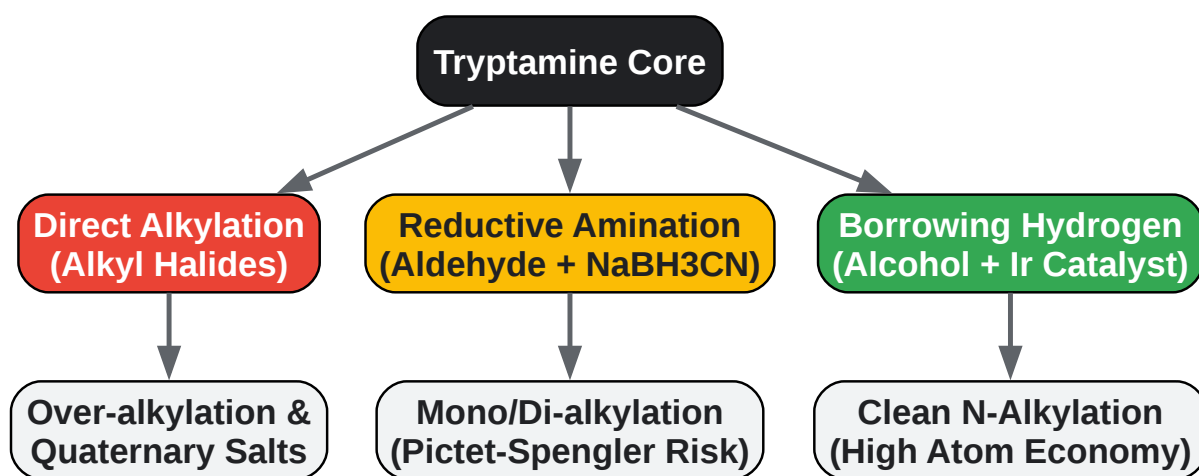 Tryptamine Core
Direct Alkylation
(Alkyl Halides)
Reductive Amination
(Aldehyde + NaBH3CN)
Borrowing Hydrogen
(Alcohol + Ir Catalyst)
Over-alkylation &
Quaternary Salts
Mono/Di-alkylation
(Pictet-Spengler Risk)
Clean N-Alkylation
(High Atom Economy)